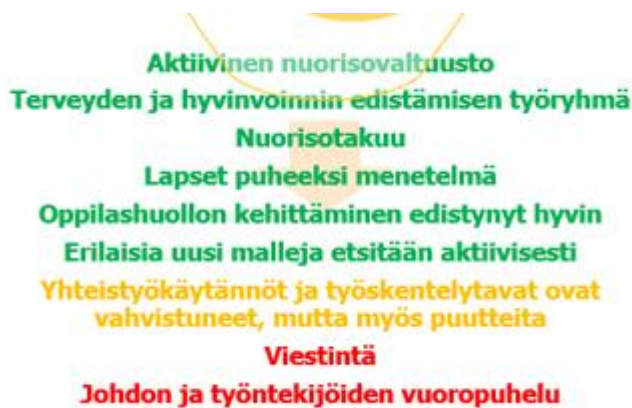 Aktiivinen nuorisovaltuusto
Terveyden ja hyvinvoinnin edistämisen työryhmä
Nuorisotakuu
Lapset puheeksi menetelmä
Oppilashuollon kehittäminen edistynyt hyvin
Erilaisia uusi malleja etsitään aktiivisesti
Yhteistyökäytännöt ja työskentelytavat ovat
vahvistuneet, mutta myös puutteita
Viestintä
Johdon ja työntekijöiden vuoropuhelu